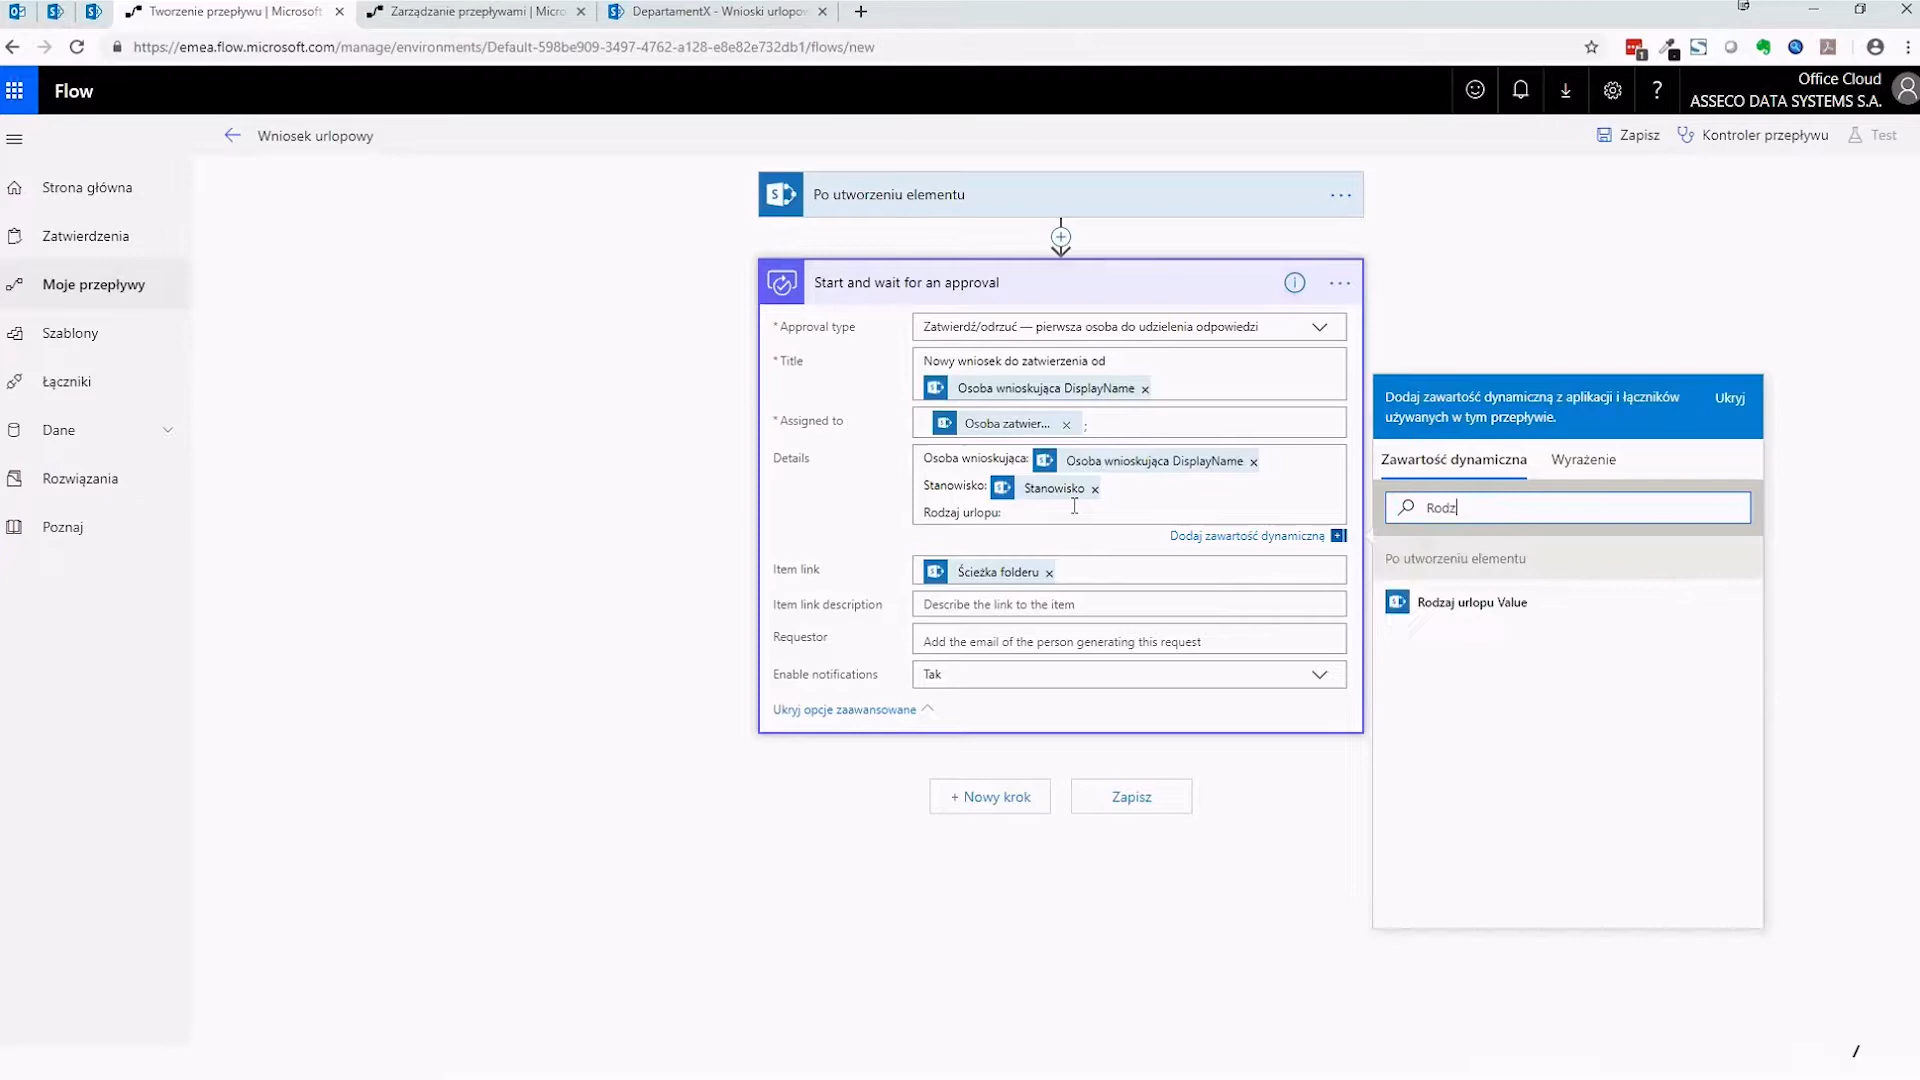 Tworzenie przepływu | Microsoft
Zarządzanie przepływami | Micro
DepartamentX - Wnioski urlopow
https://emea.flow.microsoft.com/manage/environments/Default-598be909-3497-4762-a128-e8e82e732db1/flows/new
1
Flow
?
Office Cloud
ASSECO DATA SYSTEMS S.A.
Wniosek urlopowy
Zapisz
Kontroler przepływu
Test
Strona główna
Zatwierdzenia
Moje przepływy
Szablony
Łączniki
Dane
Rozwiązania
Poznaj
Po utworzeniu elementu
Start and wait for an approval
* Approval type
Zatwierdź/odrzuć — pierwsza osoba do udzielenia odpowiedzi
* Title
Nowy wniosek do zatwierzenia od
Osoba wnioskująca DisplayName ×
* Assigned to
Osoba zatwier... × ;
Details
Osoba wnioskująca: Osoba wnioskująca DisplayName ×
Stanowisko: Stanowisko ×
Rodzaj urlopu:
Dodaj zawartość dynamiczną
Item link
Ścieżka folderu ×
Item link description
Describe the link to the item
Requestor
Add the email of the person generating this request
Enable notifications
Tak
Ukryj opcje zaawansowane
+ Nowy krok
Zapisz
Dodaj zawartość dynamiczną z aplikacji i łączników
używanych w tym przepływie.
Ukryj
Zawartość dynamiczna
Wyrażenie
Rodz
Po utworzeniu elementu
Rodzaj urlopu Value
/